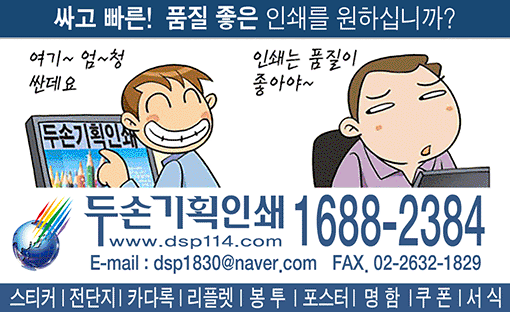 싸고 빠른! 품질 좋은 인쇄를 원하십니까?
여기~ 엄~청
싼데요
인쇄는 품질이
좋아야~
두손기획인쇄
두손기획인쇄 1688-2384
www.dsp114.com
E-mail : dsp1830@naver.com FAX. 02-2632-1829
스티커 | 전단지 | 카다록 | 리플렛 | 봉 투 | 포스터 | 명 함 | 쿠 폰 | 서 식